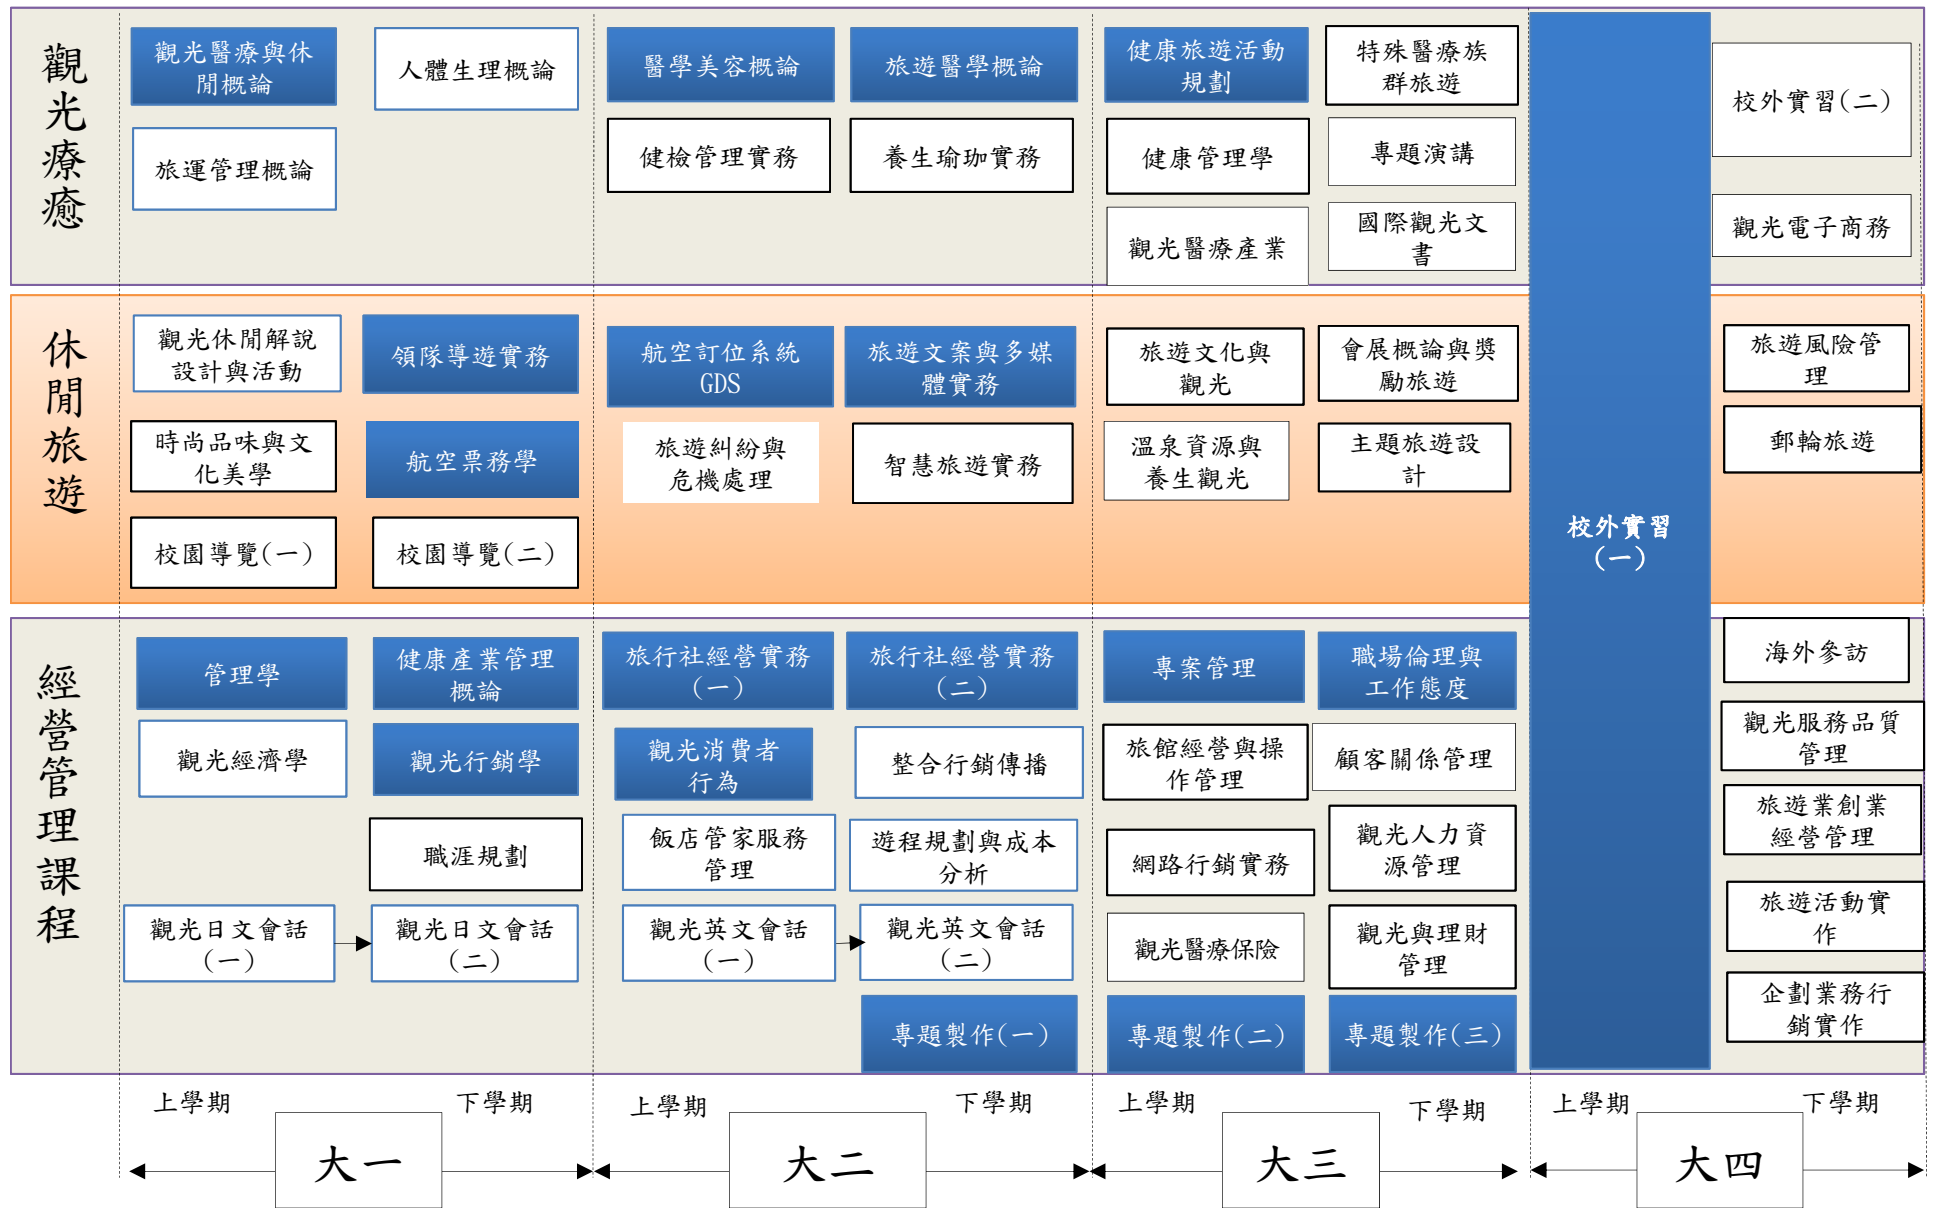 觀光療癒
觀光醫療與休
閒概論
人體生理概論
旅運管理概論
醫學美容概論
旅遊醫學概論
健檢管理實務
養生瑜珈實務
健康旅遊活動
規劃
特殊醫療族
群旅遊
健康管理學
專題演講
觀光醫療產業
國際觀光文
書
校外實習(二)
觀光電子商務
休閒旅遊
觀光休閒解說
設計與活動
領隊導遊實務
時尚品味與文
化美學
航空票務學
校園導覽(一)
校園導覽(二)
航空訂位系統
GDS
旅遊文案與多媒
體實務
旅遊糾紛與
危機處理
智慧旅遊實務
旅遊文化與
觀光
會展概論與獎
勵旅遊
溫泉資源與
養生觀光
主題旅遊設
計
校外實習
(一)
旅遊風險管
理
郵輪旅遊
經營管理課程
管理學
健康產業管理
概論
觀光經濟學
觀光行銷學
職涯規劃
觀光日文會話
(一)
觀光日文會話
(二)
旅行社經營實務
(一)
旅行社經營實務
(二)
觀光消費者
行為
整合行銷傳播
飯店管家服務
管理
遊程規劃與成本
分析
觀光英文會話
(一)
觀光英文會話
(二)
專題製作(一)
專案管理
職場倫理與
工作態度
旅館經營與操
作管理
顧客關係管理
網路行銷實務
觀光人力資
源管理
觀光醫療保險
觀光與理財
管理
專題製作(二)
專題製作(三)
海外參訪
觀光服務品質
管理
旅遊業創業
經營管理
旅遊活動實
作
企劃業務行
銷實作
上學期
下學期
上學期
下學期
上學期
下學期
上學期
下學期
大一
大二
大三
大四